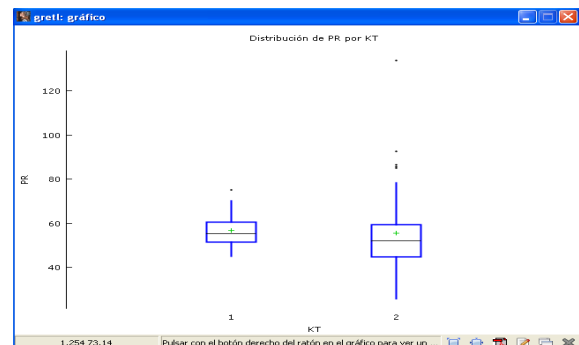 gretl: gráfico
Distribución de PR por KT
120
100
80
60
40
PR
1
2
KT
1,254 73,14
Pulsar con el botón derecho del ratón en el gráfico para ver un ...